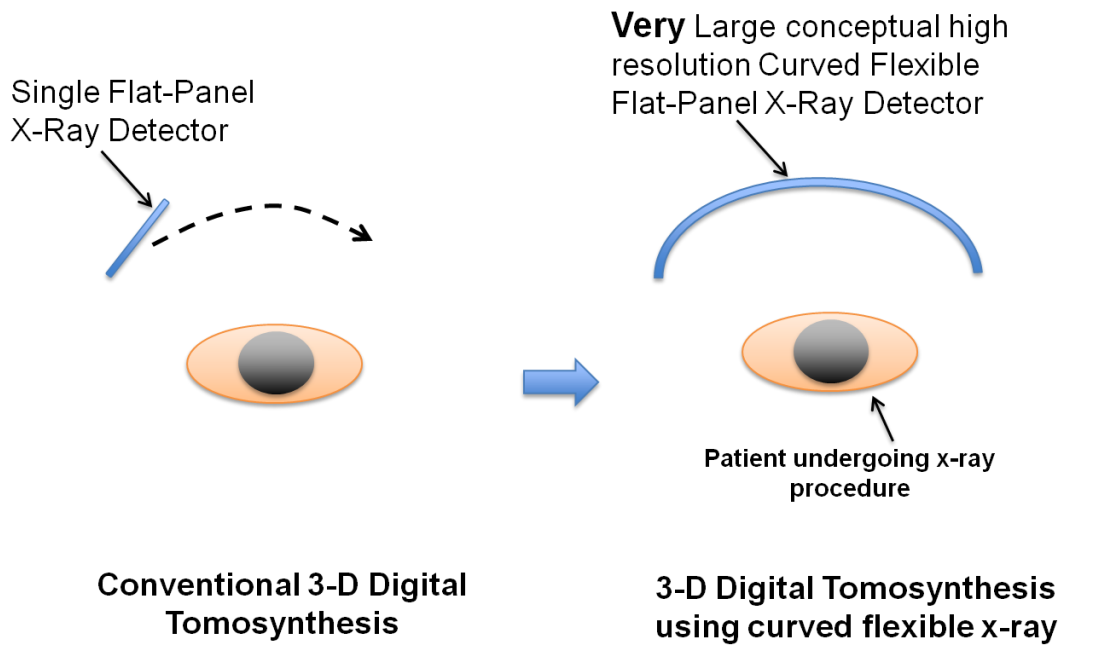 Single Flat-Panel
X-Ray Detector
Very Large conceptual high
resolution Curved Flexible
Flat-Panel X-Ray Detector
Patient undergoing x-ray
procedure
Conventional 3-D Digital
Tomosynthesis
3-D Digital Tomosynthesis
using curved flexible x-ray